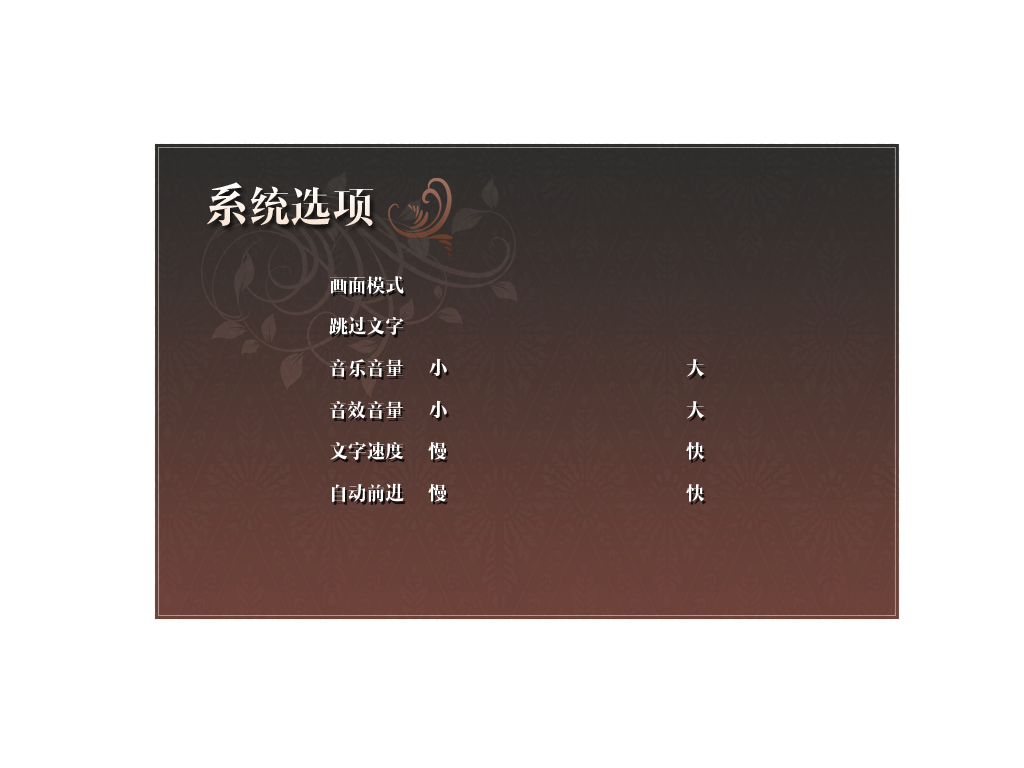 系统选项
画面模式
跳过文字
音乐音量 小 大
音效音量 小 大
文字速度 慢 快
自动前进 慢 快